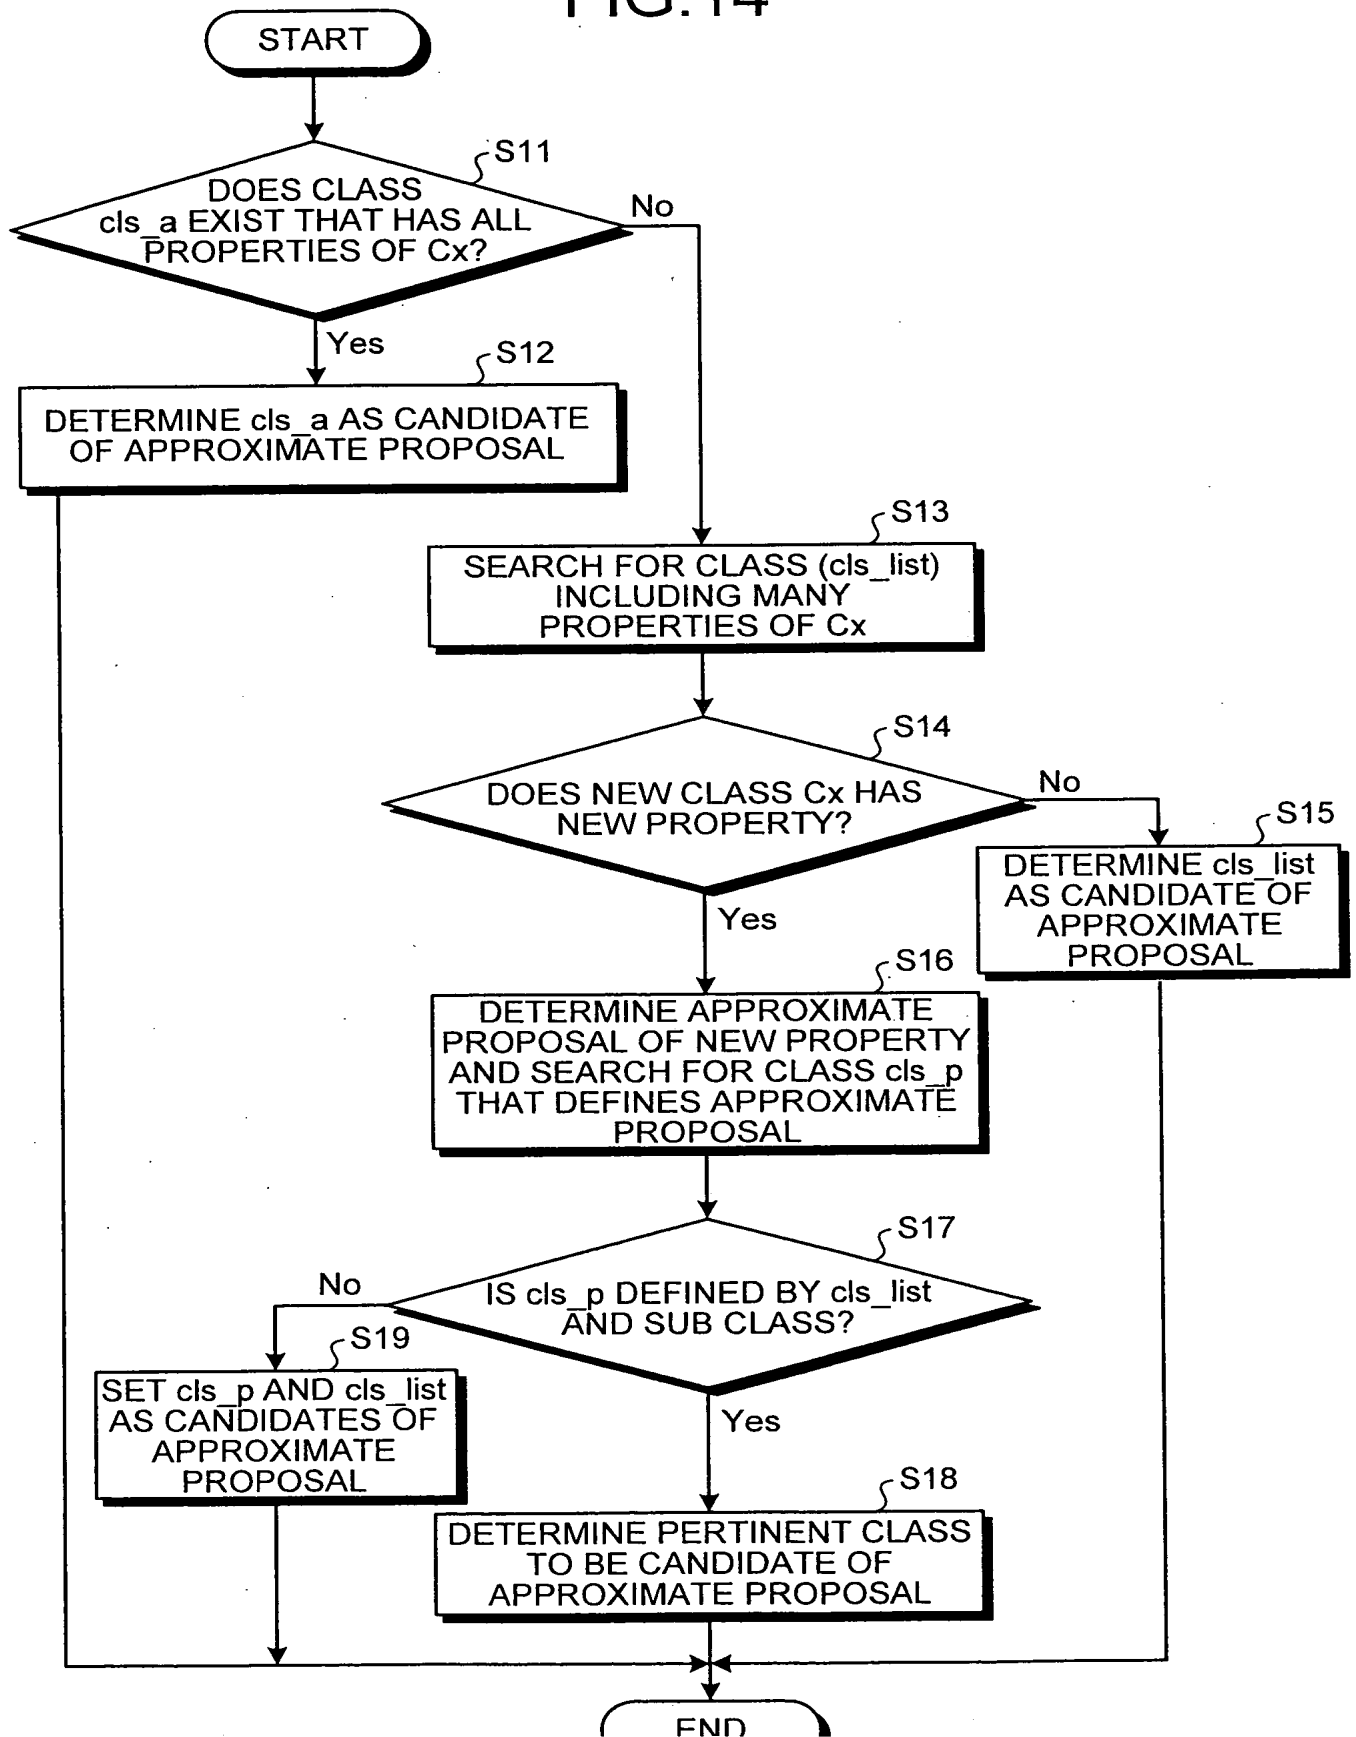 FIG.14
START
S11
DOES CLASS
cls_a EXIST THAT HAS ALL
PROPERTIES OF Cx?
No
Yes
S12
DETERMINE cls_a AS CANDIDATE
OF APPROXIMATE PROPOSAL
S13
SEARCH FOR CLASS (cls_list)
INCLUDING MANY
PROPERTIES OF Cx
S14
DOES NEW CLASS Cx HAS
NEW PROPERTY?
No
Yes
S15
DETERMINE cls_list
AS CANDIDATE OF
APPROXIMATE
PROPOSAL
S16
DETERMINE APPROXIMATE
PROPOSAL OF NEW PROPERTY
AND SEARCH FOR CLASS cls_p
THAT DEFINES APPROXIMATE
PROPOSAL
S17
IS cls_p DEFINED BY cls_list
AND SUB CLASS?
No
Yes
S19
SET cls_p AND cls_list
AS CANDIDATES OF
APPROXIMATE
PROPOSAL
S18
DETERMINE PERTINENT CLASS
TO BE CANDIDATE OF
APPROXIMATE PROPOSAL
END